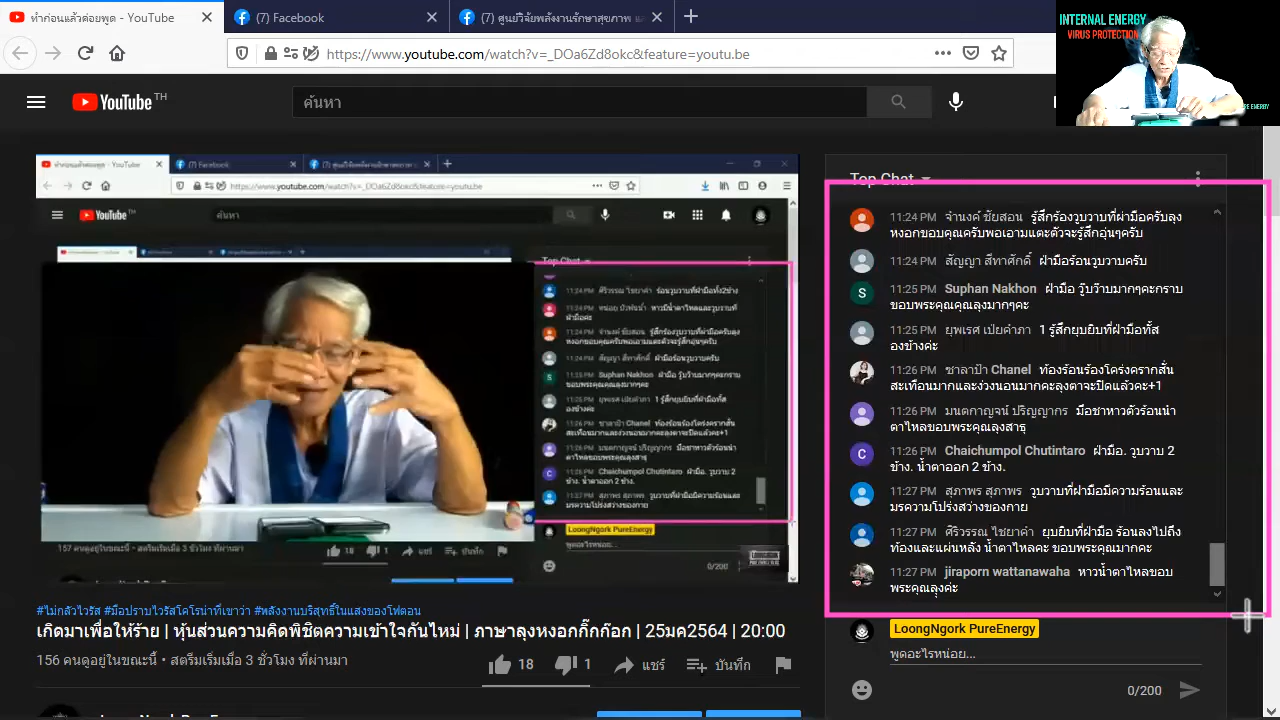 ทำก่อนแล้วค่อยพูด - YouTube
(7) Facebook
(7) ศูนย์วิจัยพลังงานรักษาสุขภาพ แ
https://www.youtube.com/watch?v=_DOa6Zd8okc&feature=youtu.be
INTERNAL ENERGY
VIRUS PROTECTION
YouTube TH
ค้นหา
Top Chat
11:24 PM จำนงค์ ชัยสอน รู้สึกร้องวูบวาบที่ฝ่ามือครับลุง
หงอกขอบคุณครับพอเอามแตะตัวจะรู้สึกอุ่นๆครับ
11:24 PM สัญญา สีทาศักดิ์ ฝ่ามือร้อนวูบวาบครับ
11:25 PM Suphan Nakhon ฝ่ามือ วู้บว้าบมากๆคะกราบ
ขอบพระคุณคุณลุงมากๆคะ
11:25 PM ยุพเรศ เปียคำภา 1 รู้สึกยุบยิบที่ฝ่ามือทั้ส
องข้างค่ะ
11:26 PM ชาลาป๋า Chanel ท้องร้อนร้องโคร่งครากสั้น
สะเทือนมากและง่วงนอนมากคะลุงตาจะปิดแล้วคะ+1
11:26 PM มนตกาญจน์ ปริญญากร มือชาหาวตัวร้อนนำ
ตาไหลขอบพระคุณลุงสาธุ
11:26 PM Chaichumpol Chutintaro ฝ่ามือ. วูบวาบ 2
ข้าง. น้ำตาออก 2 ข้าง.
11:27 PM สุภาพร สุภาพร วูบวาบที่ฝ่ามือมีความร้อนและ
มรความโปร่งสว่างของกาย
11:27 PM ศิริวรรณ ไชยาคำ ยุบยิบที่ฝ่ามือ ร้อนลงไปถึง
ท้องและแผ่นหลัง น้ำตาไหลค่ะ ขอบพระคุณมากคะ
11:27 PM jiraporn wattanawaha หาวน้ำตาไหลขอบ
พระคุณลุงค่ะ
LoongNgork PureEnergy
พูดอะไรหน่อย...
0/200
#ไม่กลัวไวรัส #มือปราบไวรัสโคโรน่าที่เขาว่า #พลังงานบริสุทธิ์ในแสงของโฟตอน
เกิดมาเพื่อให้ร้าย | หุ้นส่วนความคิดพิชิตความเข้าใจกันไหม่ | ภาษาลุงหงอกกิ๊กก๊อก | 25มค2564 | 20:00
156 คนดูอยู่ในขณะนี้ • สตรีมเริ่มเมื่อ 3 ชั่วโมง ที่ผ่านมา
18
1
แชร์
บันทึก